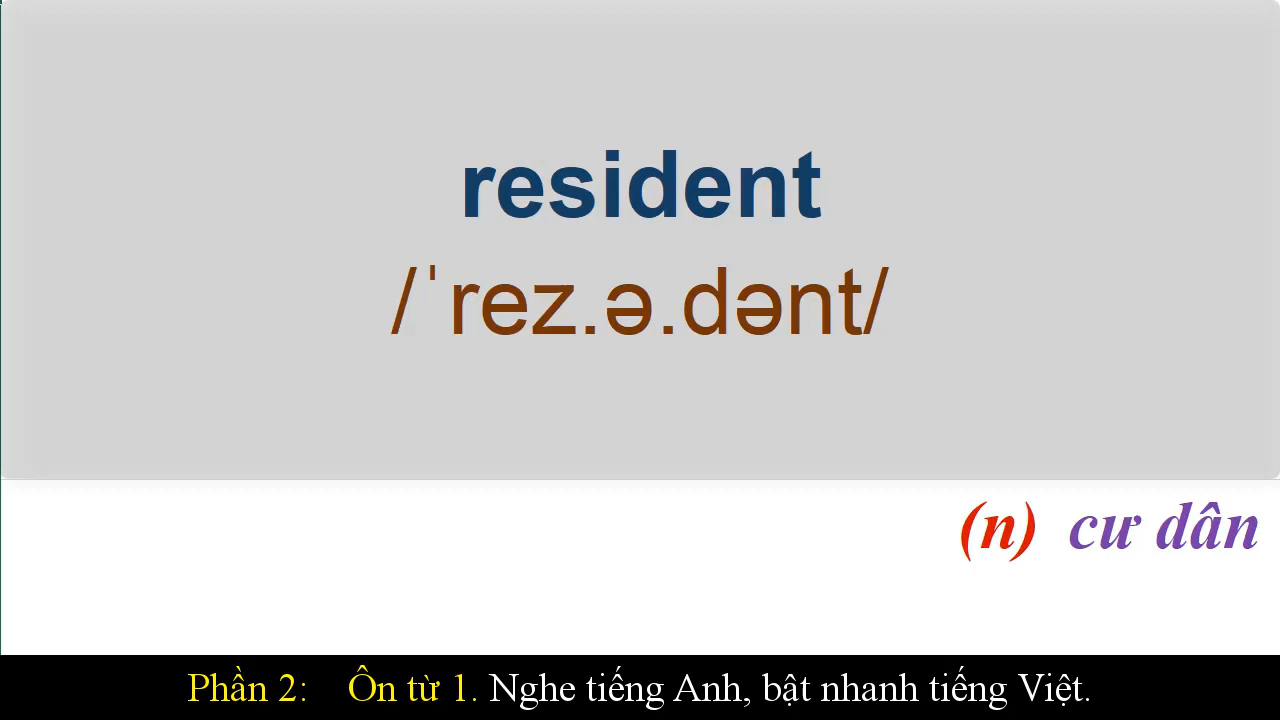 resident
/ˈrez.ə.dənt/
(n) cư dân
Phần 2: Ôn từ 1. Nghe tiếng Anh, bật nhanh tiếng Việt.